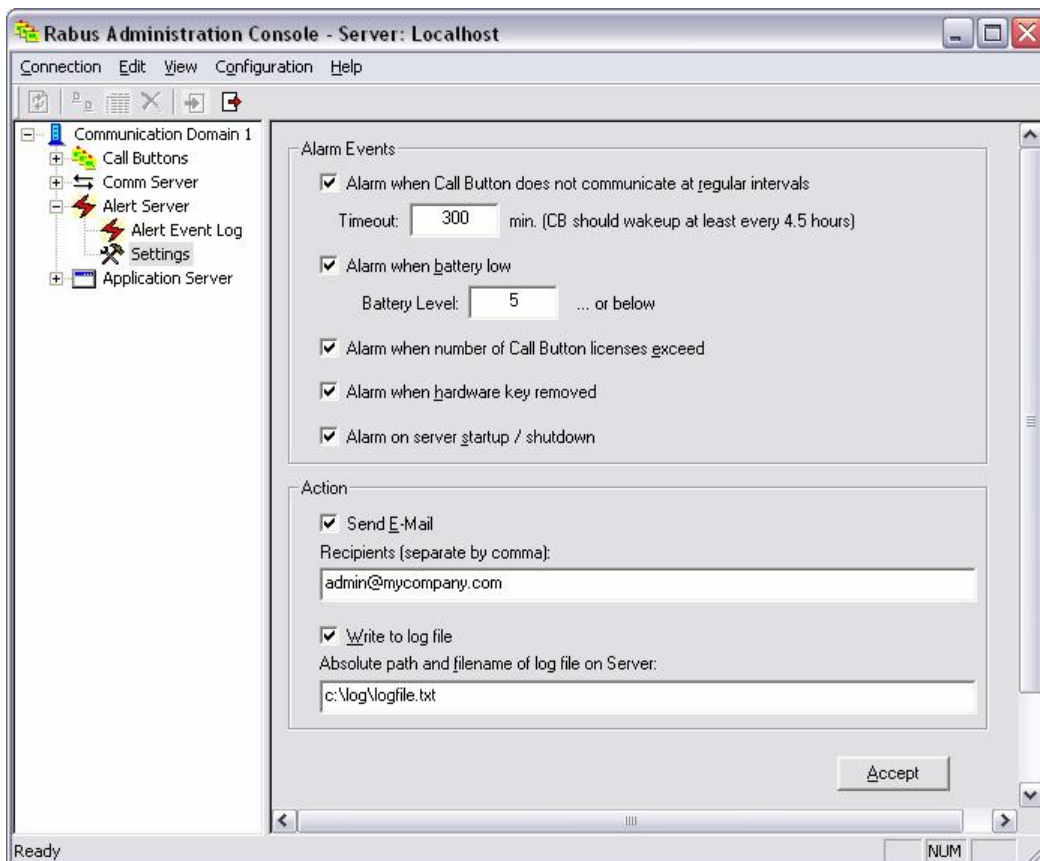 Rabus Administration Console - Server: Localhost
Connection Edit View Configuration Help
Communication Domain 1
Call Buttons
Comm Server
Alert Server
Alert Event Log
Settings
Application Server
Alarm Events
Alarm when Call Button does not communicate at regular intervals
Timeout: 300 min. (CB should wakeup at least every 4.5 hours)
Alarm when battery low
Battery Level: 5 ... or below
Alarm when number of Call Button licenses exceed
Alarm when hardware key removed
Alarm on server startup / shutdown
Action
Send E-Mail
Recipients (separate by comma):
admin@mycompany.com
Write to log file
Absolute path and filename of log file on Server:
c:\log\logfile.txt
Accept
Ready NUM